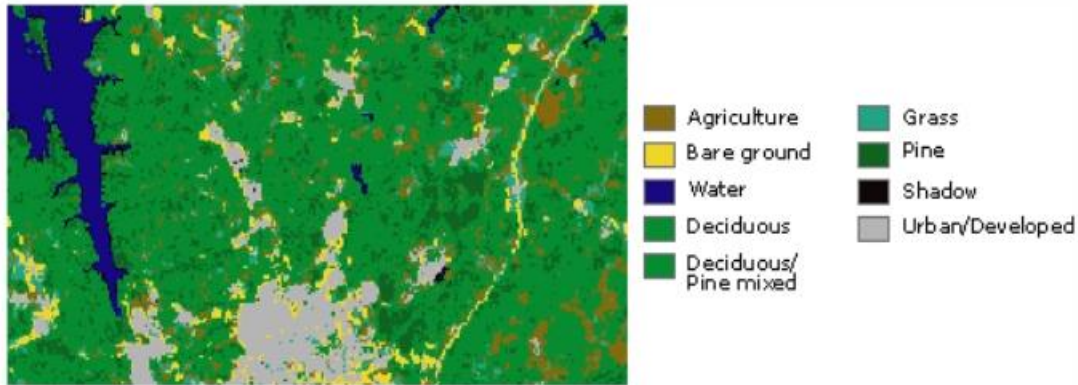 Agriculture
Bare ground
Water
Deciduous
Deciduous/
Pine mixed
Grass
Pine
Shadow
Urban/Developed